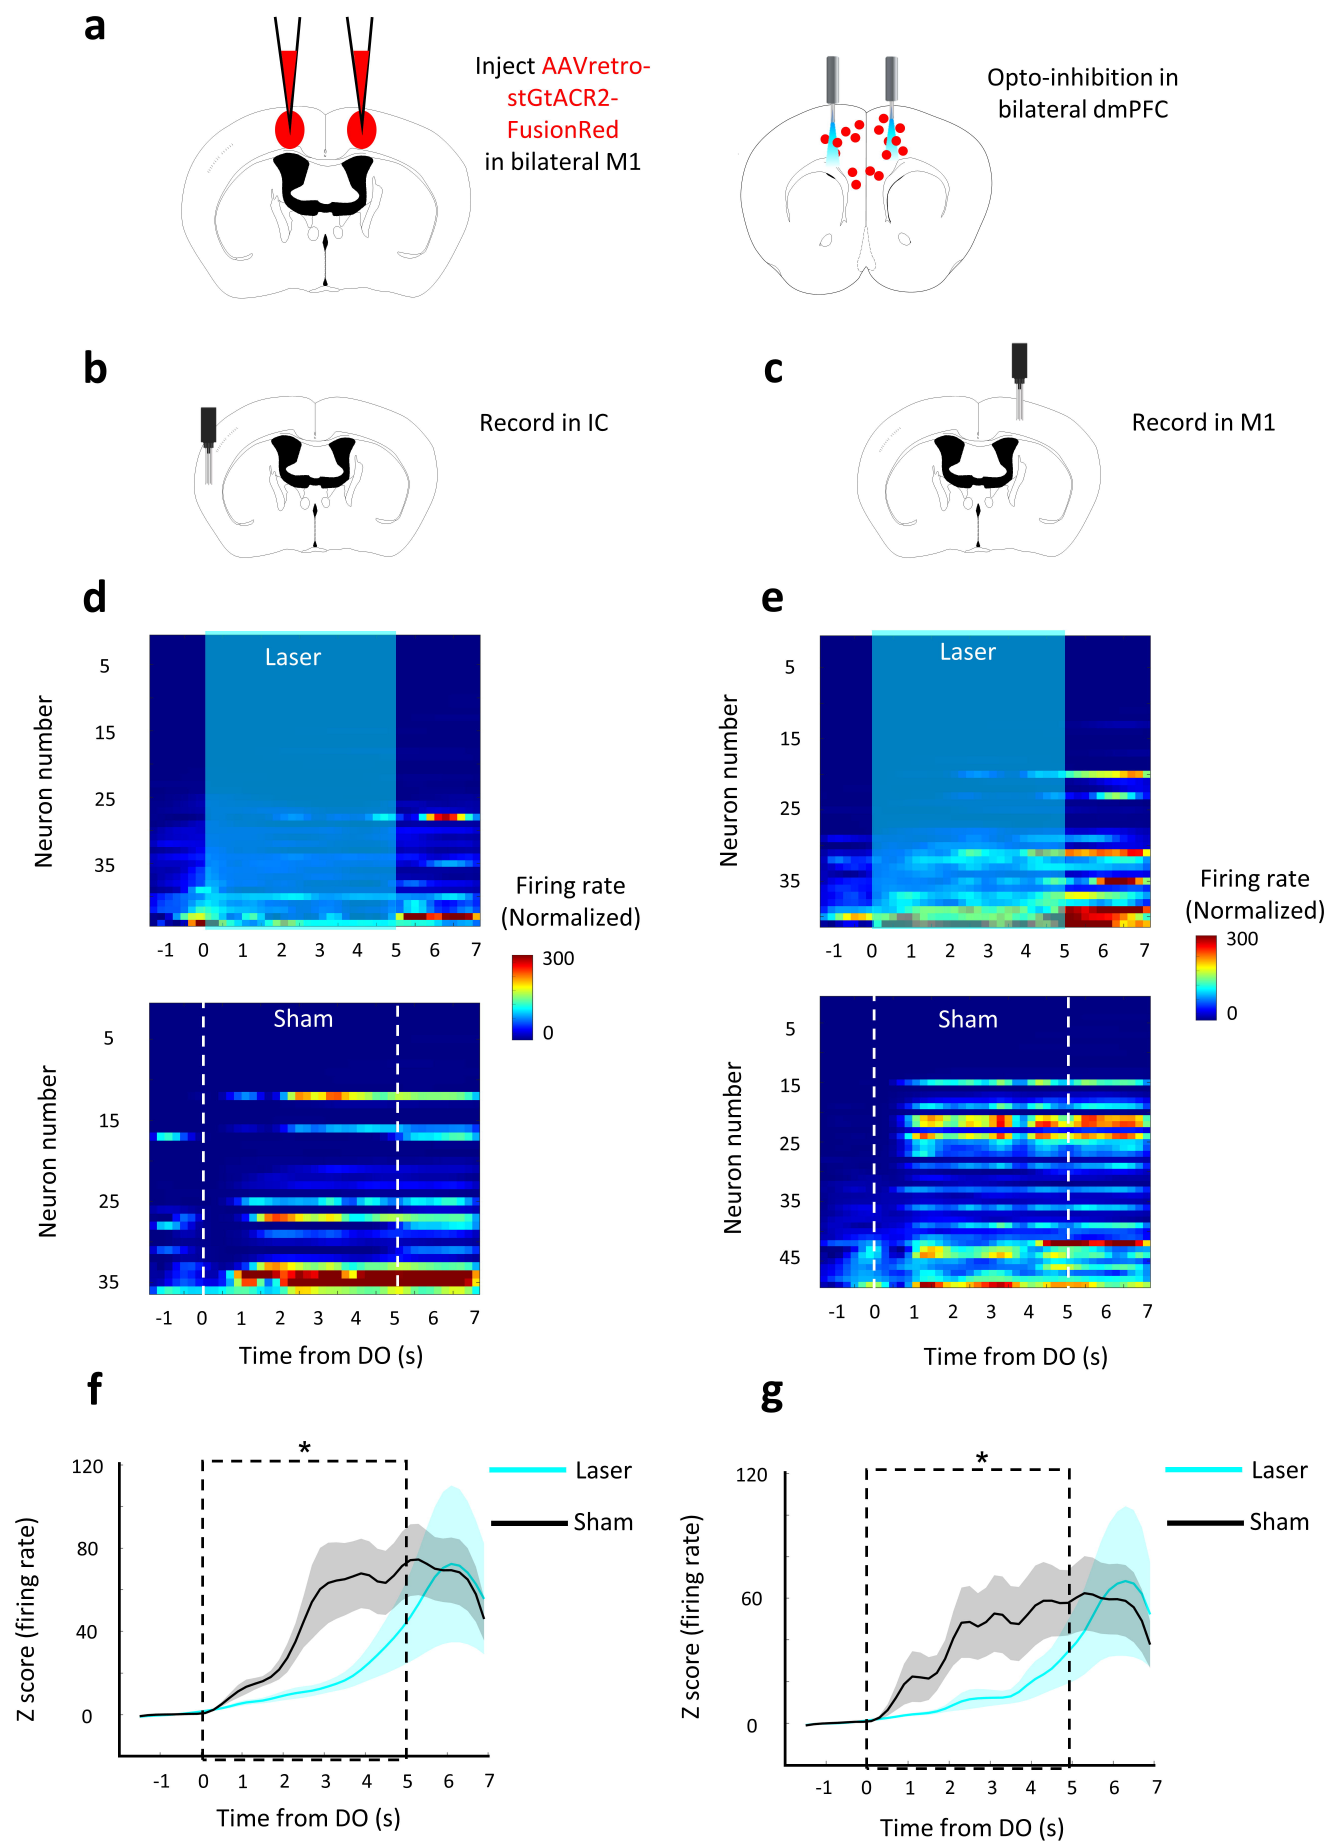 a
Inject AAVretro-
stGtACR2-
FusionRed
in bilateral M1
Opto-inhibition in
bilateral dmPFC
b
Record in IC
c
Record in M1
d
Laser
5
15
25
35
Neuron number
-1 0 1 2 3 4 5 6 7
Firing rate
(Normalized)
300
0
Sham
5
15
25
35
Neuron number
-1 0 1 2 3 4 5 6 7
Time from DO (s)
e
Laser
5
15
25
35
Neuron number
-1 0 1 2 3 4 5 6 7
Firing rate
(Normalized)
300
0
Sham
5
15
25
35
45
Neuron number
-1 0 1 2 3 4 5 6 7
Time from DO (s)
f
*
Laser
Sham
120
80
40
0
Z score (firing rate)
-1 0 1 2 3 4 5 6 7
Time from DO (s)
g
*
Laser
Sham
120
60
0
Z score (firing rate)
-1 0 1 2 3 4 5 6 7
Time from DO (s)